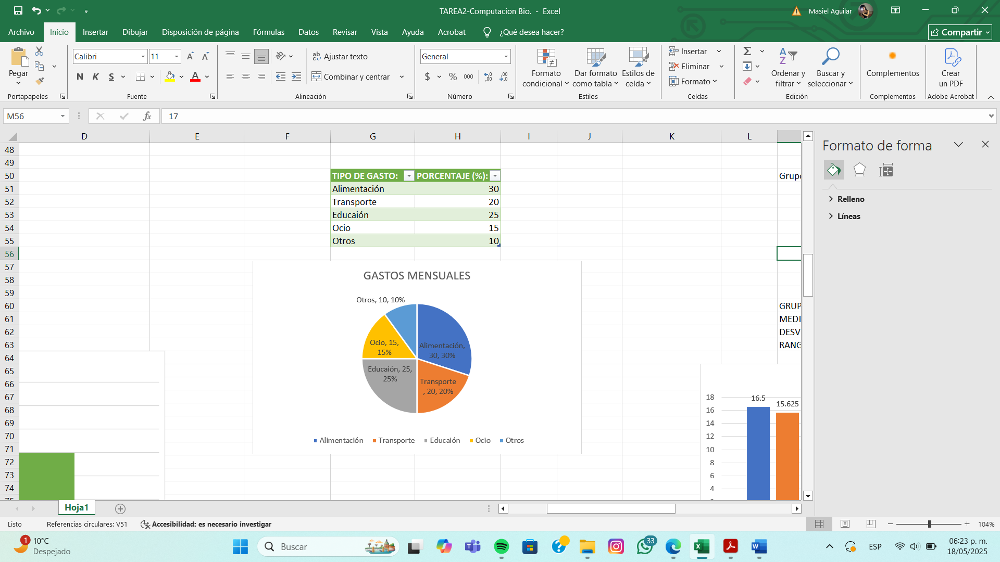 TAREA2-Computacion Bio. - Excel
Masiel Aguilar
Archivo Inicio Insertar Dibujar Disposición de página Fórmulas Datos Revisar Vista Ayuda Acrobat ¿Qué desea hacer? Compartir
Pegar
Portapapeles
Calibri 11
N K S A
Fuente
Ajustar texto
Combinar y centrar
Alineación
General
$ % 000
Número
Formato condicional
Dar formato como tabla
Estilos de celda
Estilos
Insertar
Eliminar
Formato
Celdas
Ordenar y filtrar
Buscar y seleccionar
Edición
Complementos
Complementos
Crear un PDF
Adobe Acrobat
M56 fx 17
D E F G H I J K L
48
49
50 TIPO DE GASTO: PORCENTAJE (%):
51 Alimentación 30
52 Transporte 20
53 Educaión 25
54 Ocio 15
55 Otros 10
56
57
58
59
60 GRUP
61 MEDI
62 DESV
63 RANG
64
65
66
67
68
69
70
71
72
73
74
GASTOS MENSUALES
Otros, 10, 10%
Ocio, 15,
15%
Alimentación,
30, 30%
Educaión, 25,
25%
Transporte
, 20, 20%
Alimentación Transporte Educaión Ocio Otros
18
16
14
12
10
8
6
4
16.5
15.625
Formato de forma
Relleno
Líneas
Hoja1
Listo Referencias circulares: V51 Accesibilidad: es necesario investigar 104%
1
10°C
Despejado
Buscar
33
ESP
06:23 p. m.
18/05/2025